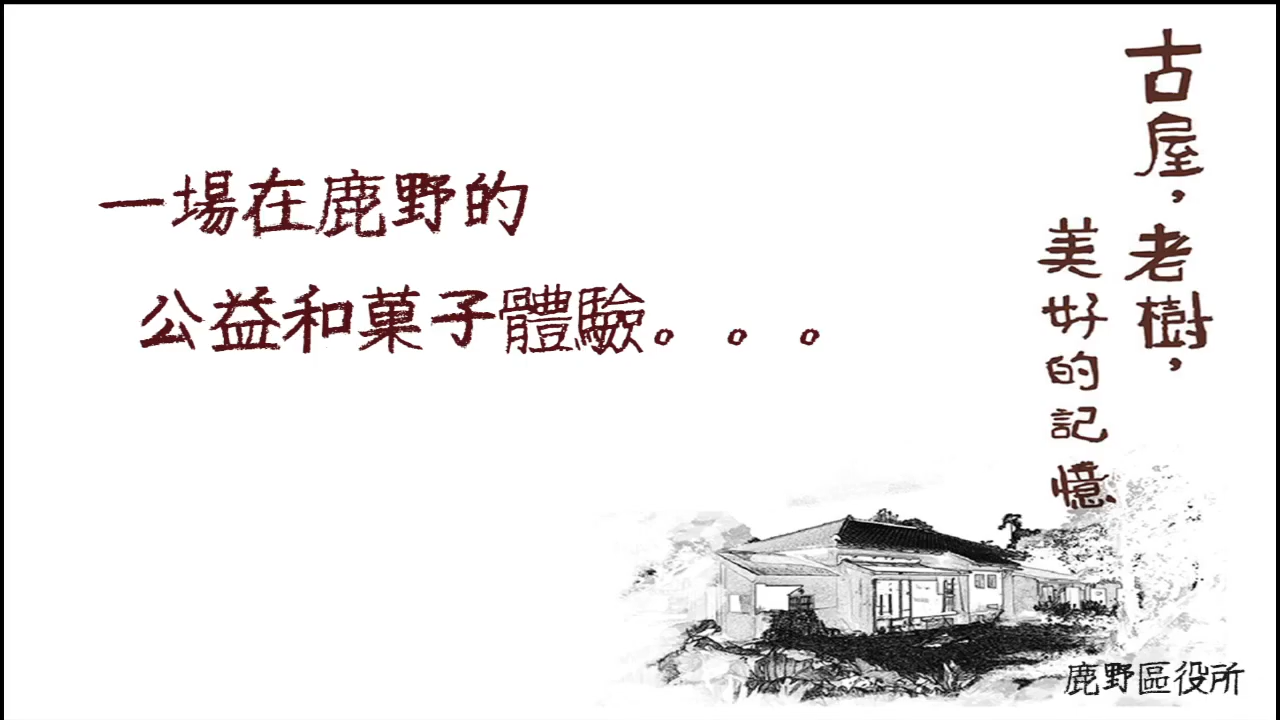 一場在鹿野的
公益和菓子體驗。。。
古屋，老樹，
美好的記憶
鹿野區役所